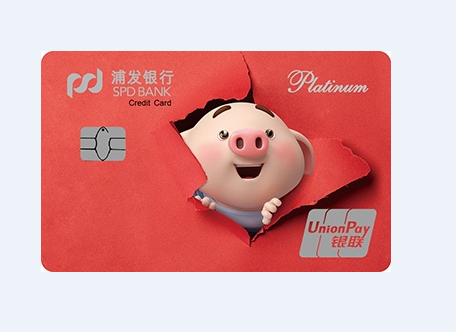 浦发银行
SPD BANK
Credit Card
Platinum
UnionPay
银联